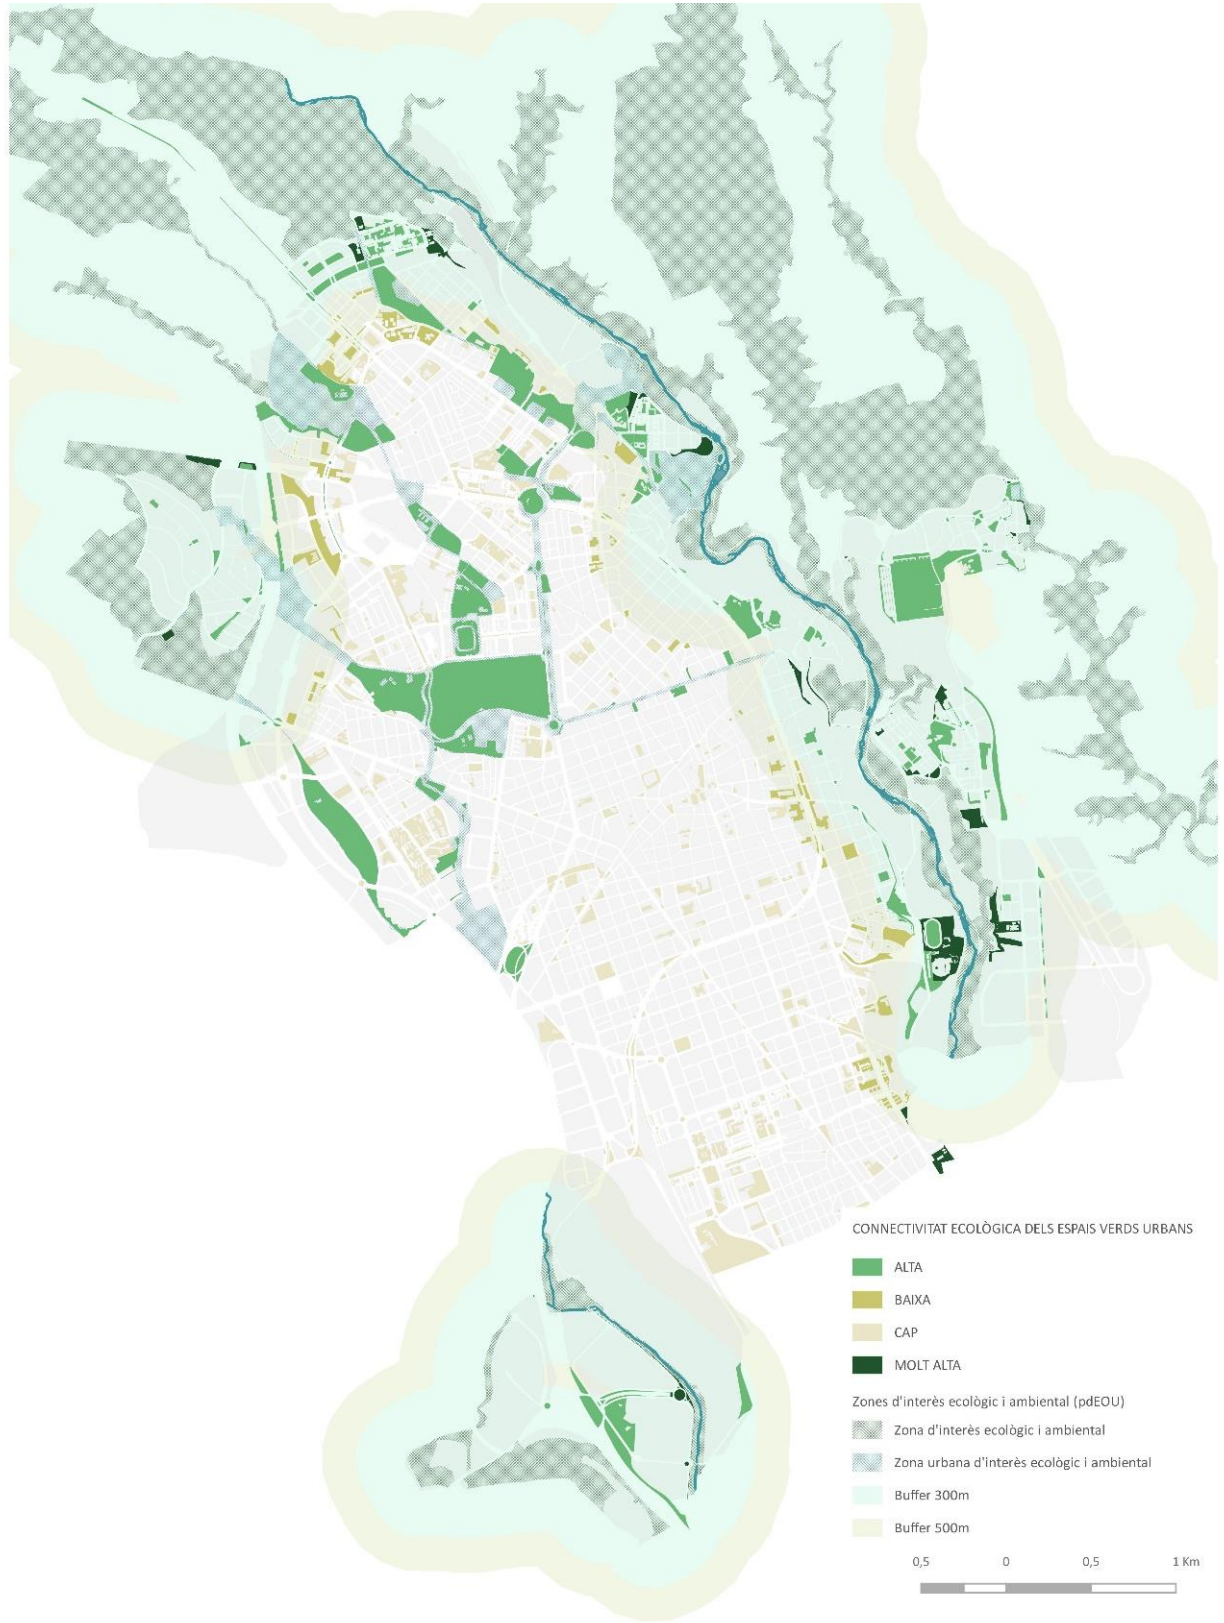 CONNECTIVITAT ECOLÒGICA DELS ESPAIS VERDS URBANS
ALTA
BAIXA
CAP
MOLT ALTA
Zones d'interès ecològic i ambiental (pdEOU)
Zona d'interès ecològic i ambiental
Zona urbana d'interès ecològic i ambiental
Buffer 300m
Buffer 500m
0,5 0 0,5 1 Km